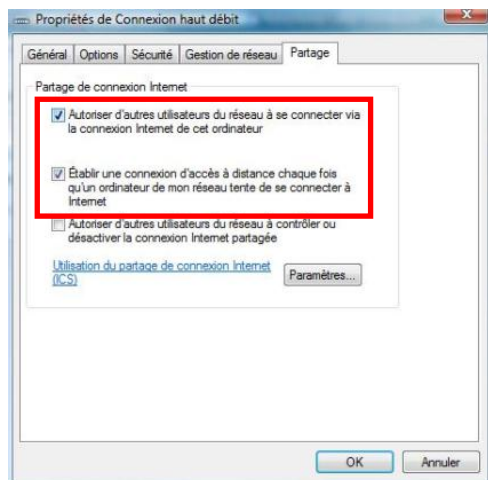 Propriétés de Connexion haut débit
Général Options Sécurité Gestion de réseau Partage
Partage de connexion Internet
Autoriser d'autres utilisateurs du réseau à se connecter via
la connexion Internet de cet ordinateur
Établir une connexion d'accès à distance chaque fois
qu'un ordinateur de mon réseau tente de se connecter à
Internet
Autoriser d'autres utilisateurs du réseau à contrôler ou
désactiver la connexion Internet partagée
Utilisation du partage de connexion Internet
(ICS)
Paramètres...
OK Annuler